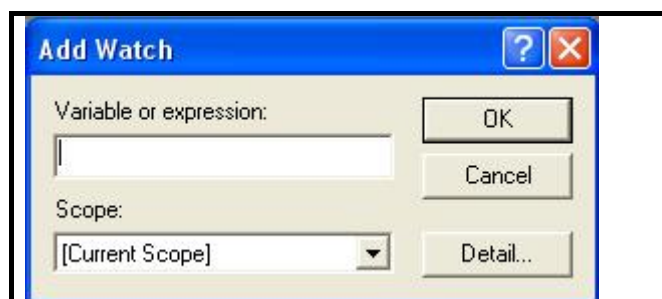 Add Watch
Variable or expression:
OK
Cancel
Scope:
[Current Scope]
Detail...